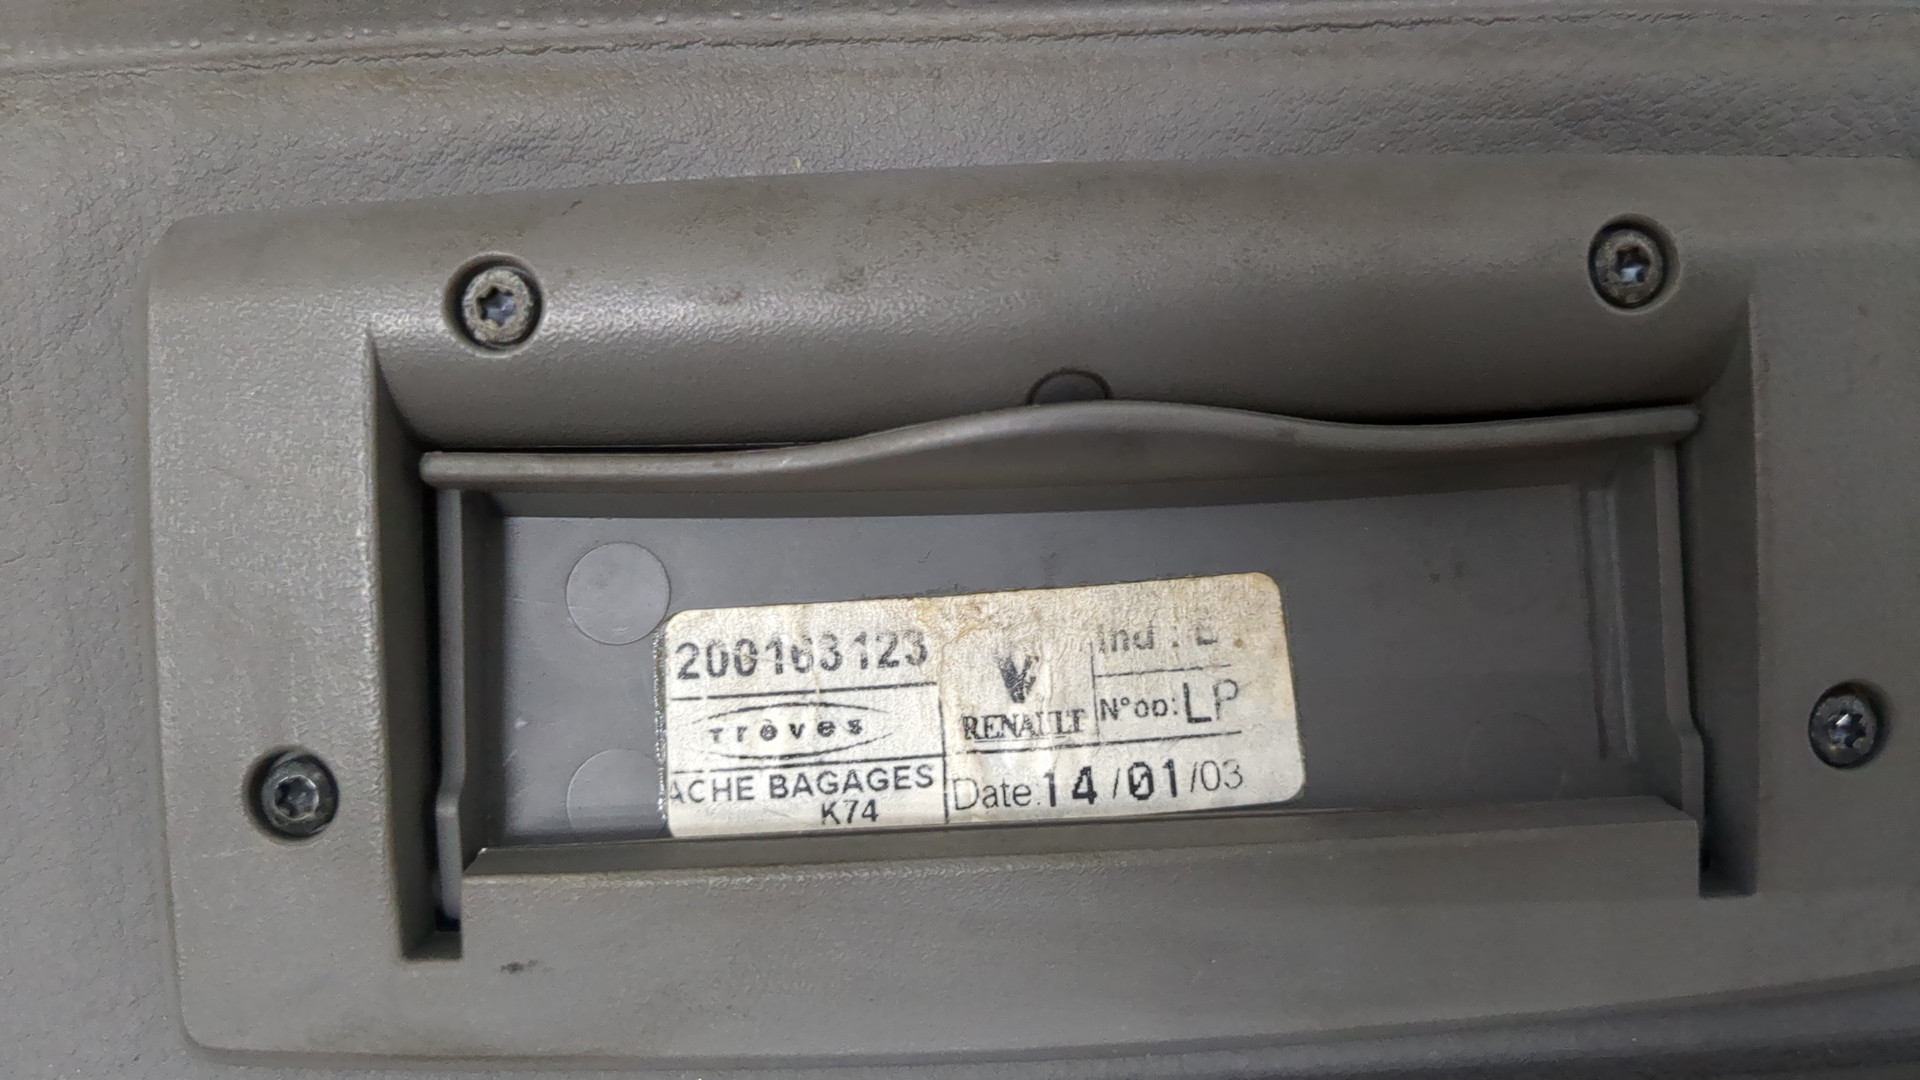 200163123
Trèves
ACHE BAGAGES
K74
RENAULT
Ind :
N°op: LP
Date: 14/01/03